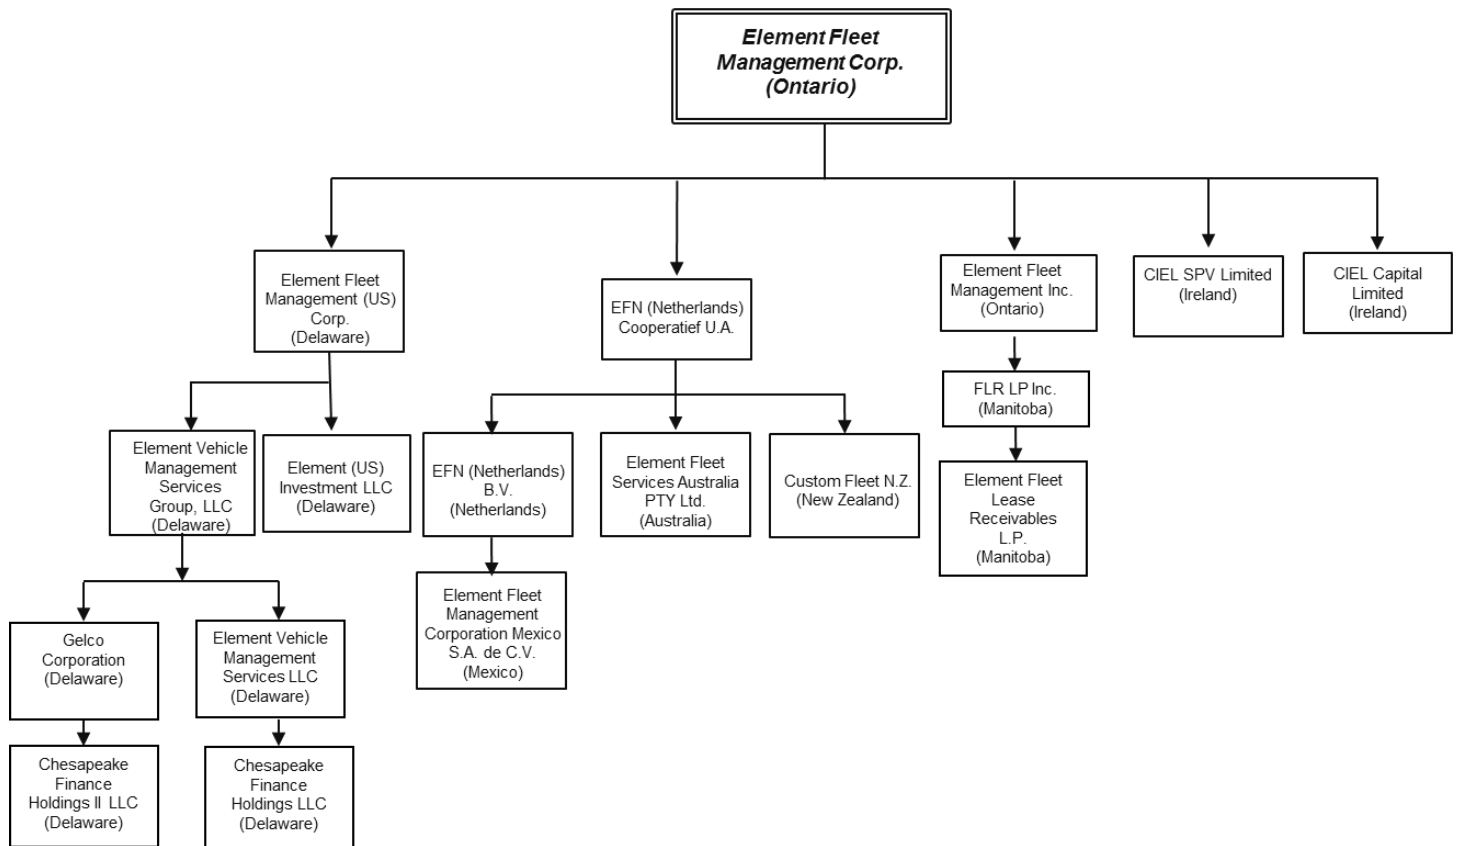 Element Fleet
Management Corp.
(Ontario)
Element Fleet
Management (US)
Corp.
(Delaware)
EFN (Netherlands)
Cooperatief U.A.
Element Fleet
Management Inc.
(Ontario)
CIEL SPV Limited
(Ireland)
CIEL Capital
Limited
(Ireland)
FLR LP Inc.
(Manitoba)
Element Vehicle
Management
Services
Group, LLC
(Delaware)
Element (US)
Investment LLC
(Delaware)
EFN (Netherlands)
B.V.
(Netherlands)
Element Fleet
Services Australia
PTY Ltd.
(Australia)
Custom Fleet N.Z.
(New Zealand)
Element Fleet
Lease
Receivables
L.P.
(Manitoba)
Element Fleet
Management
Corporation Mexico
S.A. de C.V.
(Mexico)
Gelco
Corporation
(Delaware)
Element Vehicle
Management
Services LLC
(Delaware)
Chesapeake
Finance
Holdings II LLC
(Delaware)
Chesapeake
Finance
Holdings LLC
(Delaware)